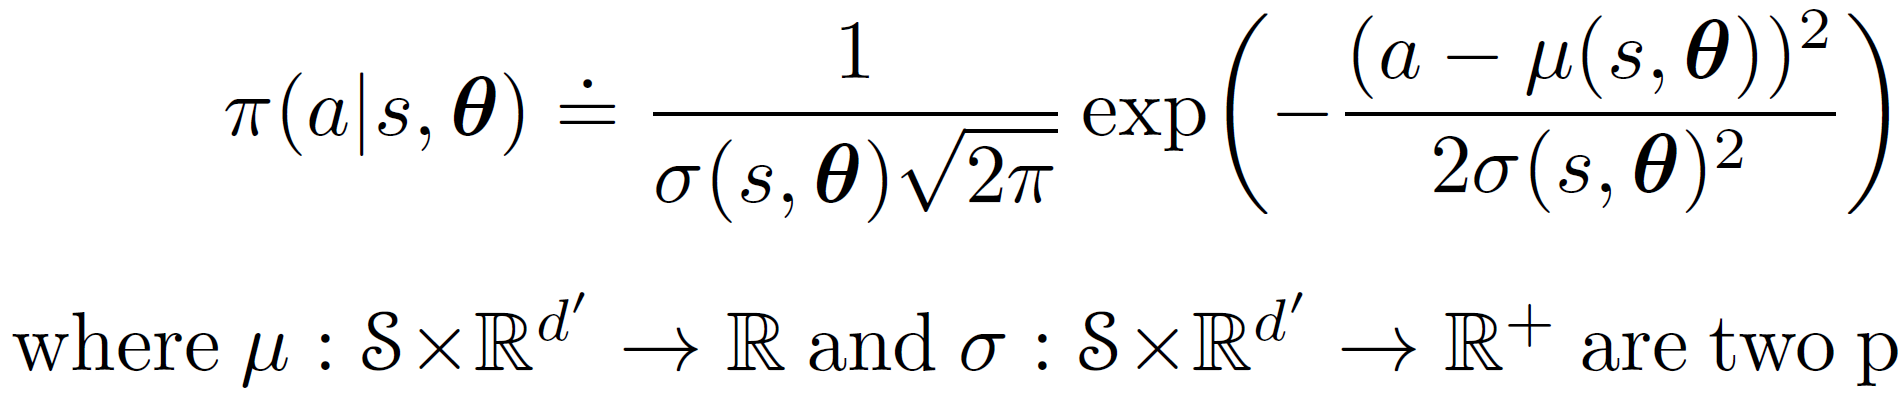 π(a|s, θ) ≐ 1 / (σ(s, θ)√(2π)) exp(−(a − μ(s, θ))² / (2σ(s, θ)²))
where μ : 𝒮×ℝ^{d′} → ℝ and σ : 𝒮×ℝ^{d′} → ℝ⁺ are two p